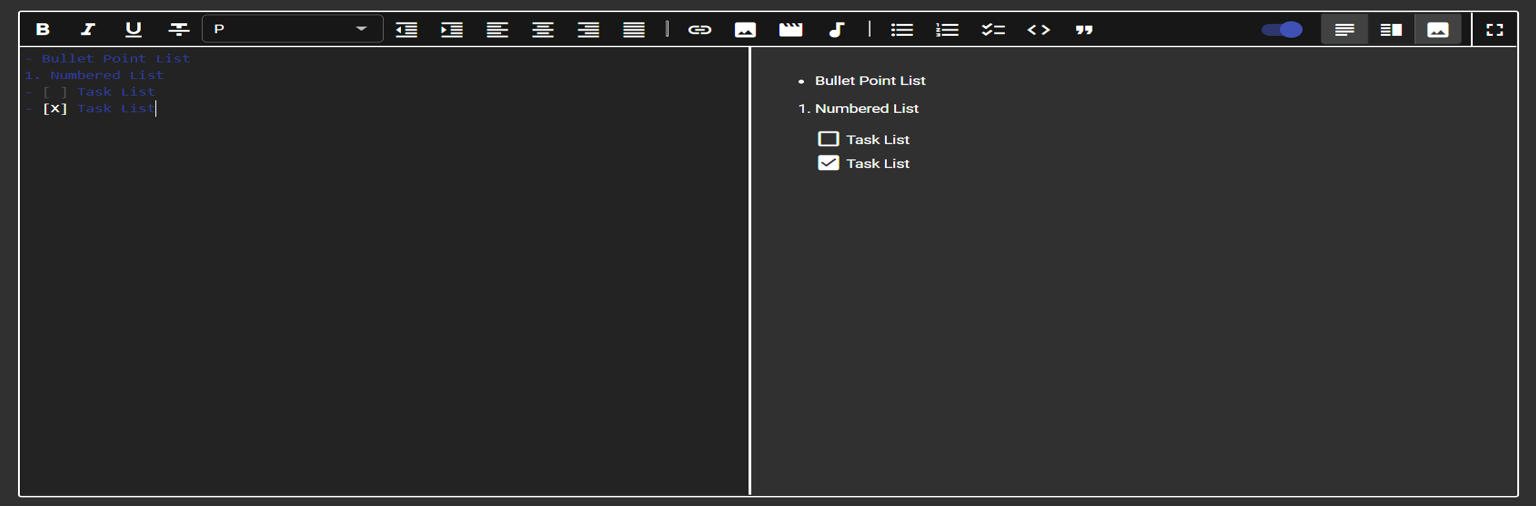 B I U S P
- Bullet Point List
1. Numbered List
- [ ] Task List
- [X] Task List
• Bullet Point List
1. Numbered List
Task List
Task List